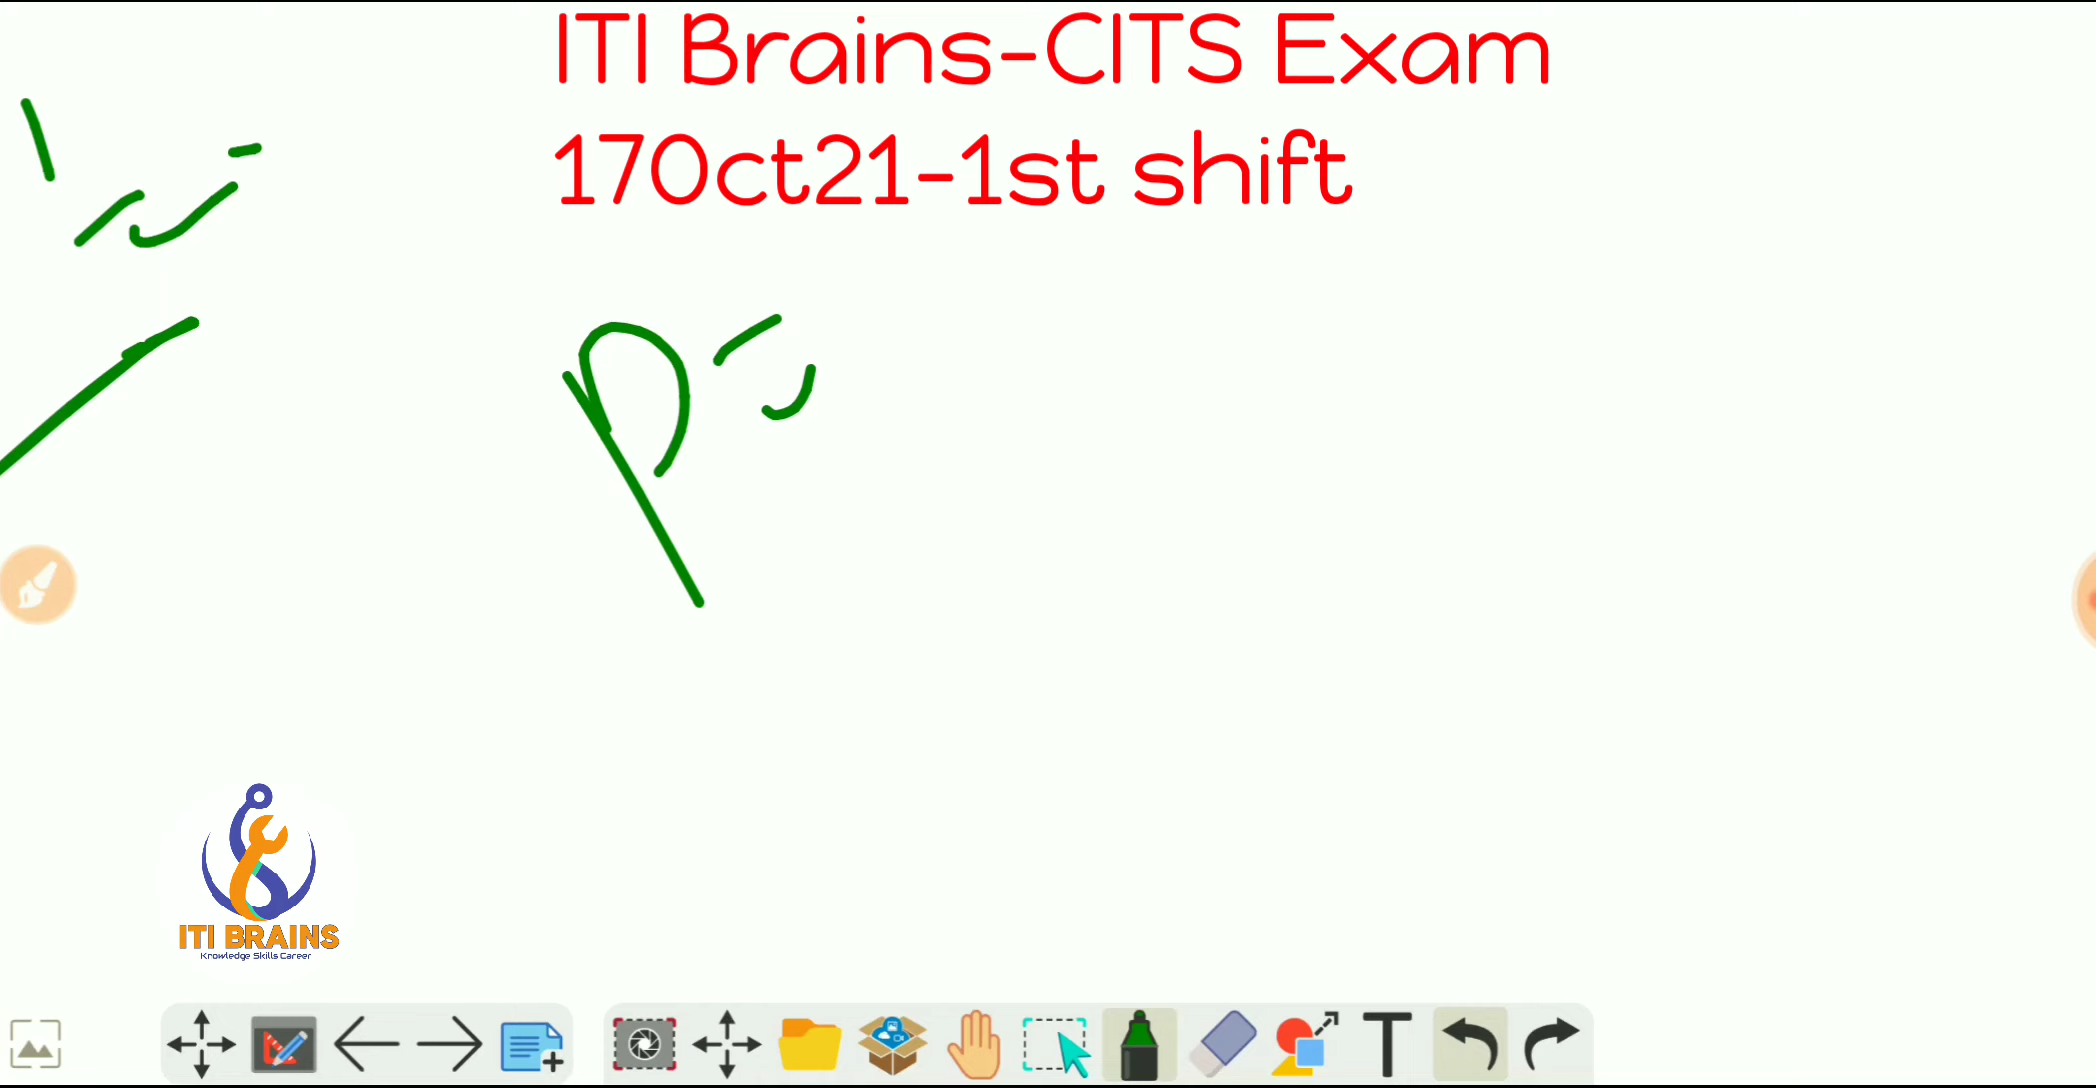 ITI Brains-CITS Exam
17Oct21-1st shift
ITI BRAINS
Knowledge Skills Career